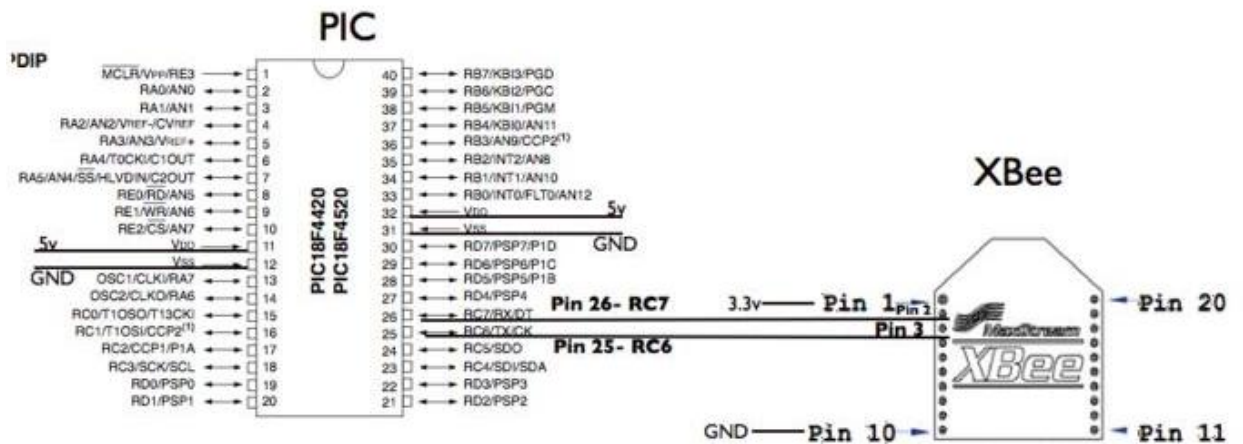 PIC
PDIP
MCLR/VPP/RE3 1
RA0/AN0 2
RA1/AN1 3
RA2/AN2/VREF-/CVREF 4
RA3/AN3/VREF+ 5
RA4/T0CKI/C1OUT 6
RA5/AN4/SS/HLVDIN/C2OUT 7
RE0/RD/AN5 8
RE1/WR/AN6 9
RE2/CS/AN7 10
5v VDD 11
GND VSS 12
OSC1/CLKI/RA7 13
OSC2/CLKO/RA6 14
RC0/T1OSO/T13CKI 15
RC1/T1OSI/CCP2(1) 16
RC2/CCP1/P1A 17
RC3/SCK/SCL 18
RD0/PSP0 19
RD1/PSP1 20
PIC18F4420
PIC18F4520
40 RB7/KBI3/PGD
39 RB6/KBI2/PGC
38 RB5/KBI1/PGM
37 RB4/KBI0/AN11
36 RB3/AN9/CCP2(1)
35 RB2/INT2/AN8
34 RB1/INT1/AN10
33 RB0/INT0/FLT0/AN12
32 VDD 5v
31 VSS GND
30 RD7/PSP7/P1D
29 RD6/PSP6/P1C
28 RD5/PSP5/P1B
27 RD4/PSP4
26 RC7/RX/DT
25 RC6/TX/CK
24 RC5/SDO
23 RC4/SDI/SDA
22 RD3/PSP3
21 RD2/PSP2
Pin 26- RC7
Pin 25- RC6
XBee
3.3v Pin 1
Pin 2
Pin 3
Pin 20
MaxStream
XBee
GND Pin 10
Pin 11